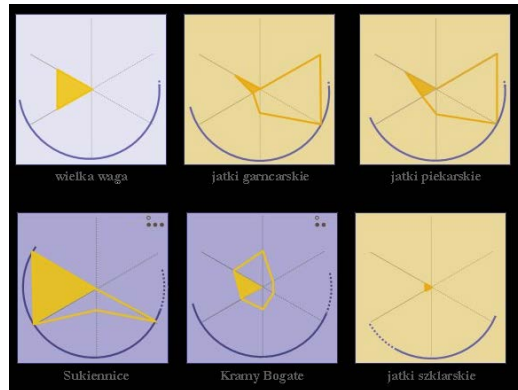 wielka waga
jatki garncarskie
jatki piekarskie
Sukiennice
Kramy Bogate
jatki szklarskie